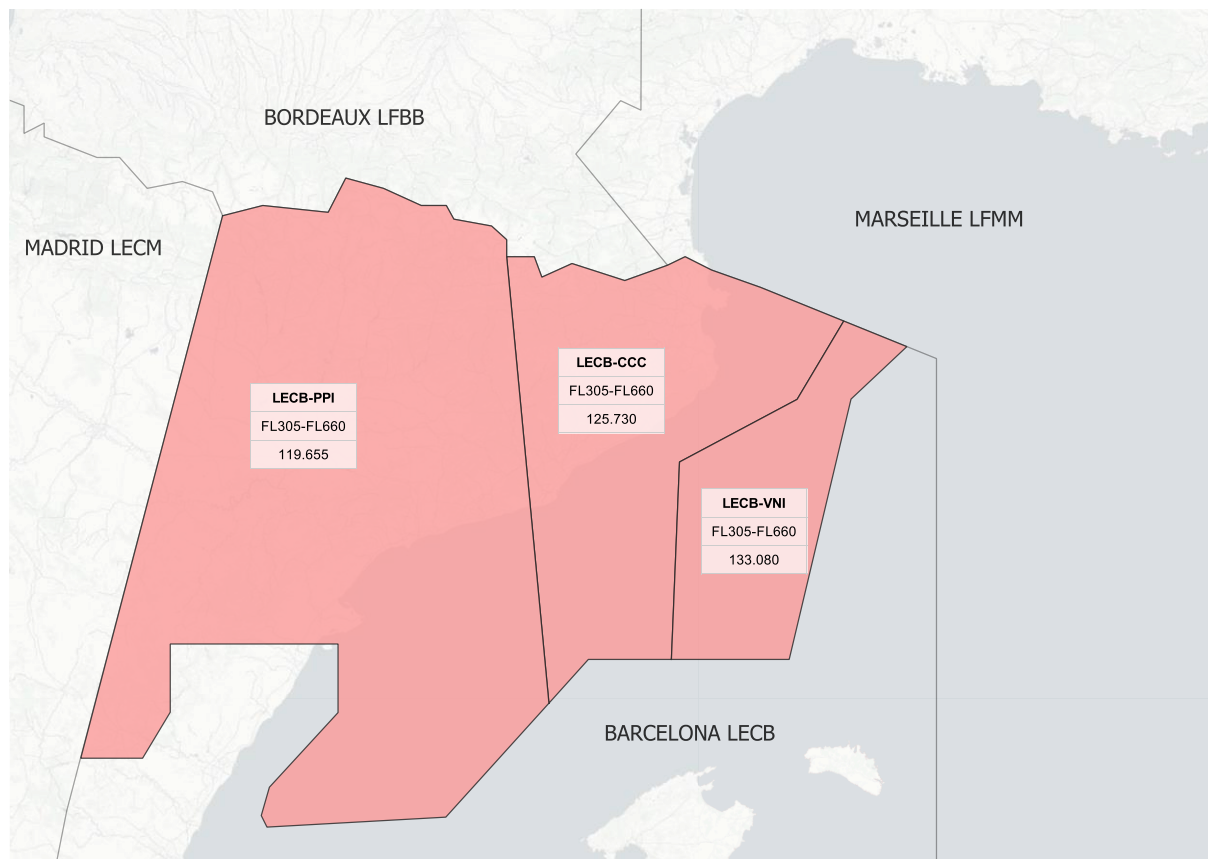 BORDEAUX LFBB
MARSEILLE LFMM
MADRID LECM
LECB-CCC
FL305-FL660
125.730
LECB-PPI
FL305-FL660
119.655
LECB-VNI
FL305-FL660
133.080
BARCELONA LECB